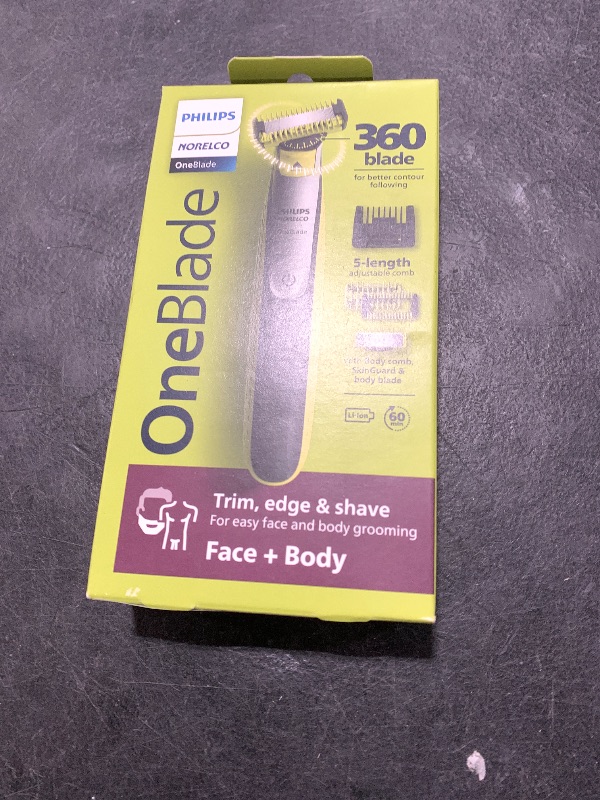 PHILIPS
NORELCO
OneBlade
OneBlade
PHILIPS
NORELCO
OneBlade
360
blade
for better contour
following
5-length
adjustable comb
body comb,
SkinGuard &
body blade
Li-Ion
60
min
Trim, edge & shave
For easy face and body grooming
Face + Body